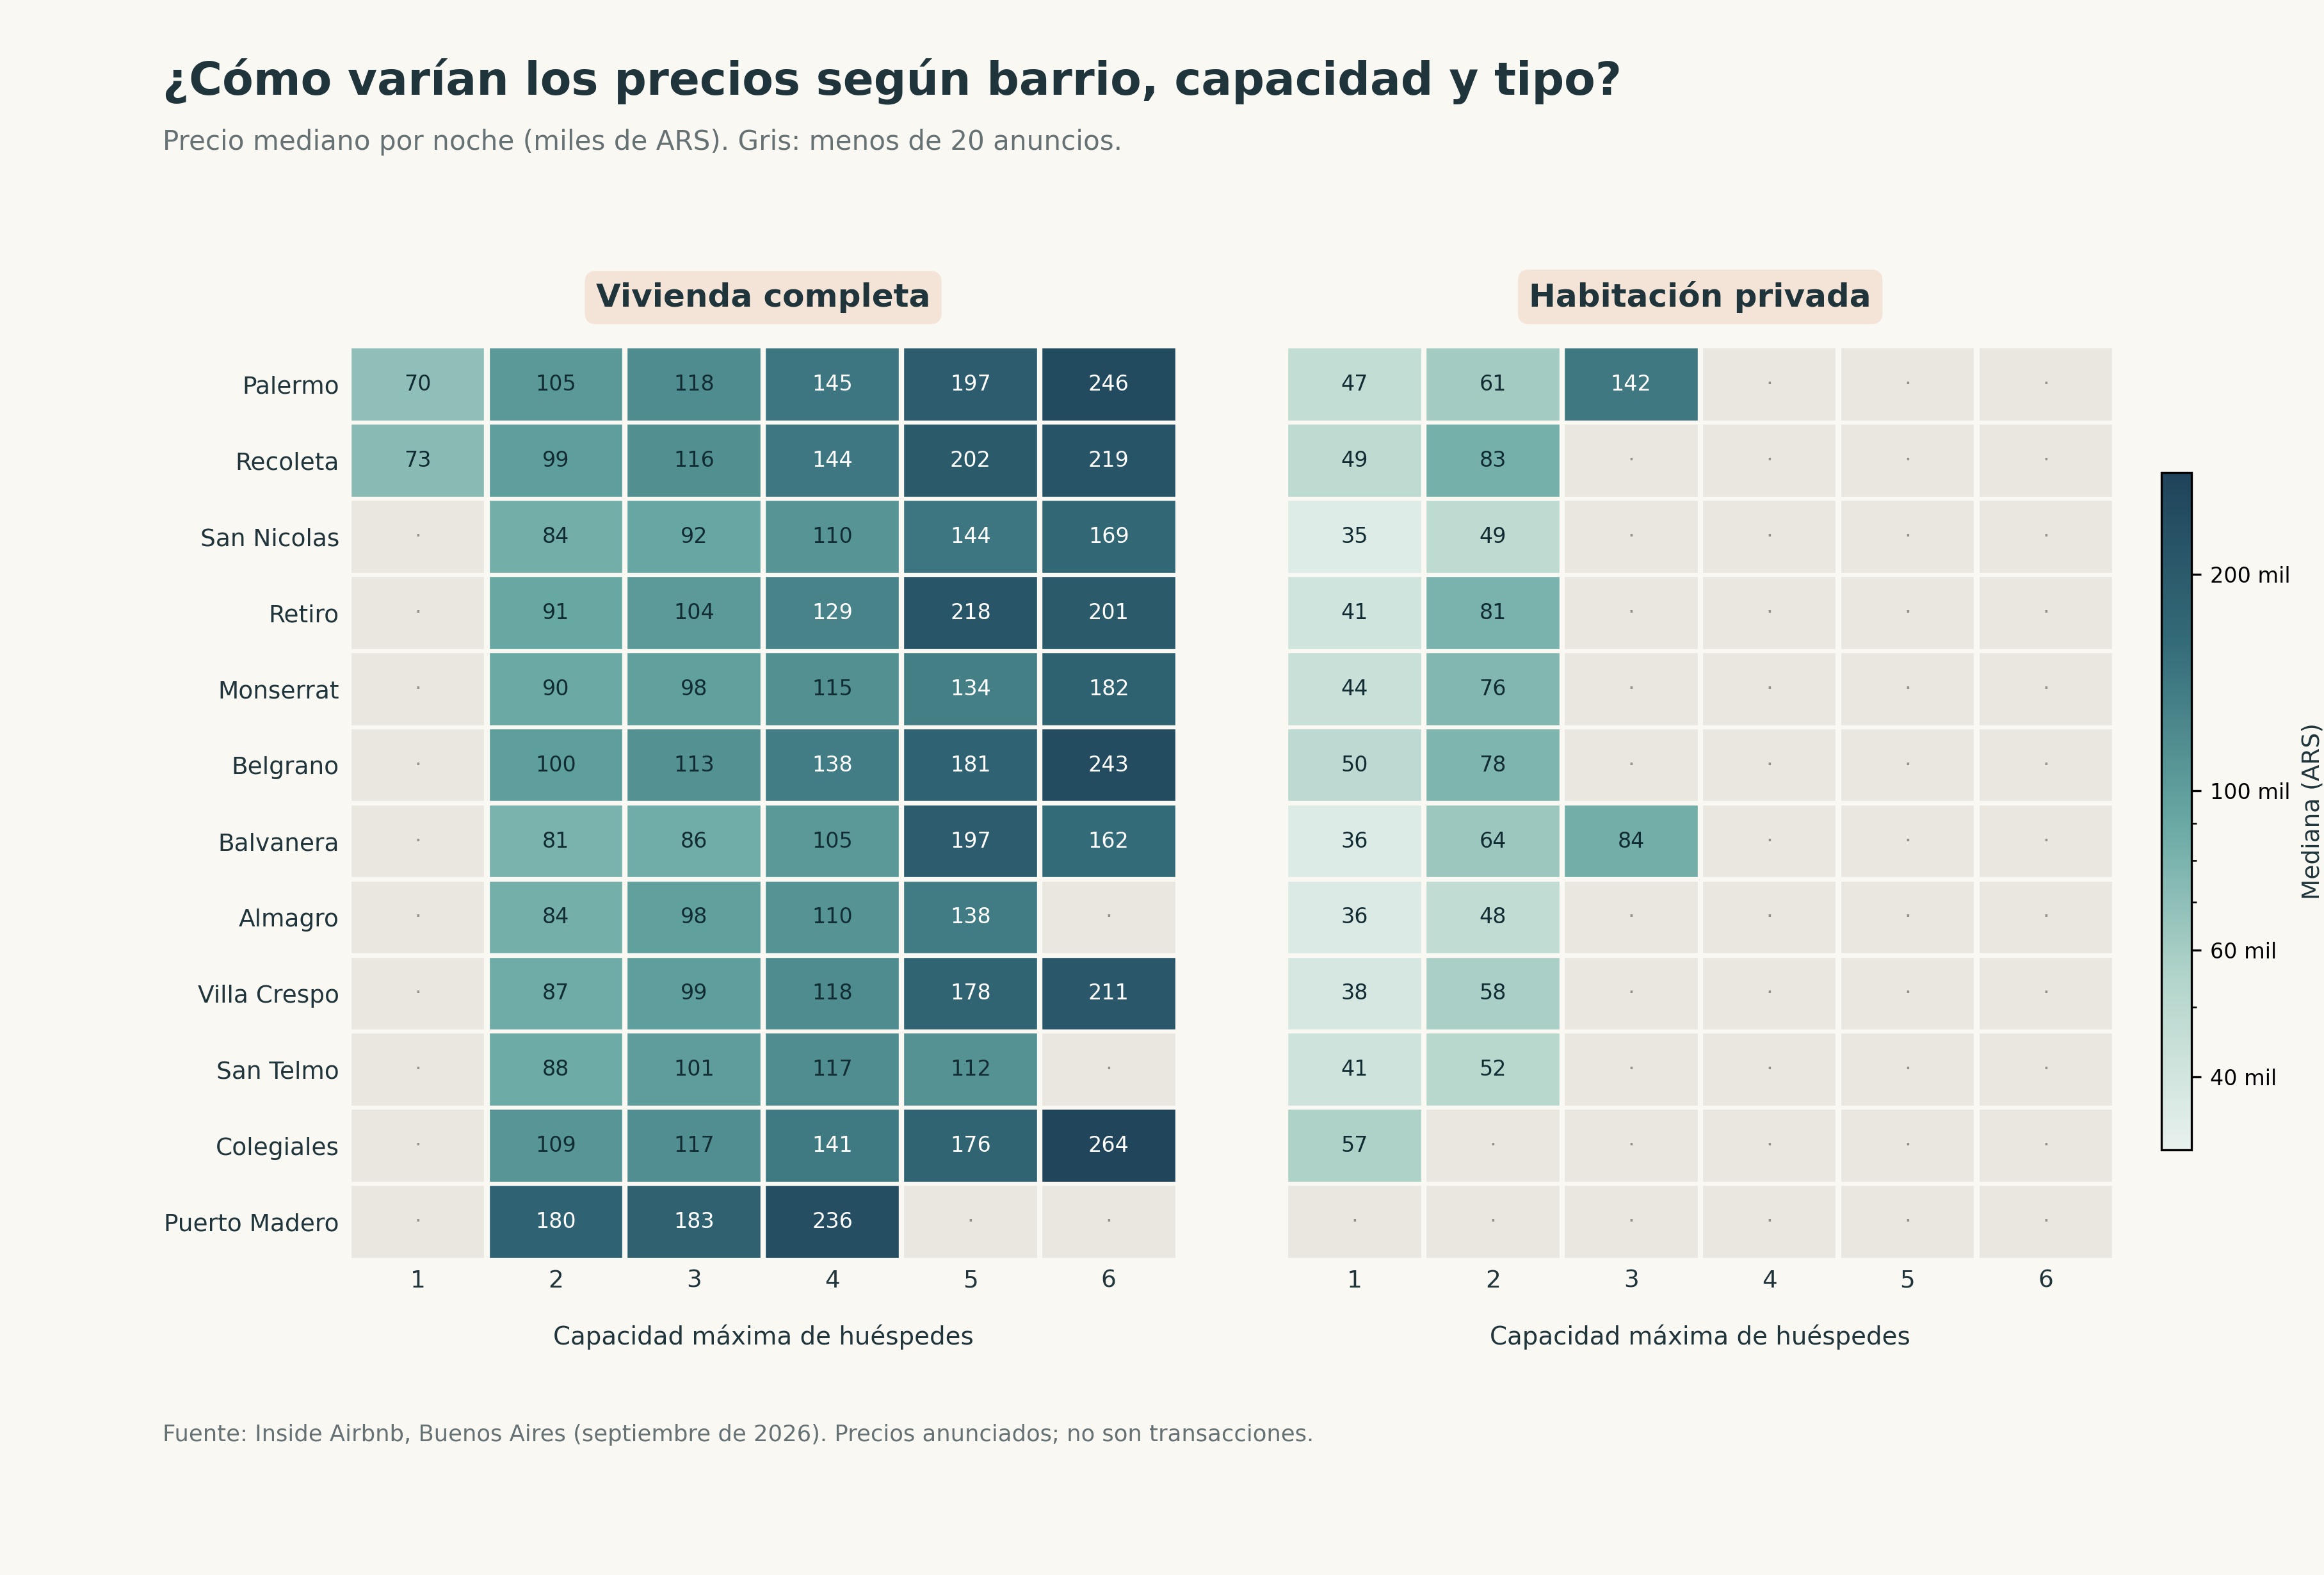 ¿Cómo varían los precios según barrio, capacidad y tipo?
Precio mediano por noche (miles de ARS). Gris: menos de 20 anuncios.
Vivienda completa
Habitación privada
Palermo 70 105 118 145 197 246 47 61 142 · · ·
Recoleta 73 99 116 144 202 219 49 83 · · · ·
San Nicolas · 84 92 110 144 169 35 49 · · · ·
Retiro · 91 104 129 218 201 41 81 · · · ·
Monserrat · 90 98 115 134 182 44 76 · · · ·
Belgrano · 100 113 138 181 243 50 78 · · · ·
Balvanera · 81 86 105 197 162 36 64 84 · · ·
Almagro · 84 98 110 138 · 36 48 · · · ·
Villa Crespo · 87 99 118 178 211 38 58 · · · ·
San Telmo · 88 101 117 112 · 41 52 · · · ·
Colegiales · 109 117 141 176 264 57 · · · · ·
Puerto Madero · 180 183 236 · · · · · · · ·
1 2 3 4 5 6 1 2 3 4 5 6
Capacidad máxima de huéspedes
Capacidad máxima de huéspedes
200 mil
100 mil
60 mil
40 mil
Mediana (ARS)
Fuente: Inside Airbnb, Buenos Aires (septiembre de 2026). Precios anunciados; no son transacciones.